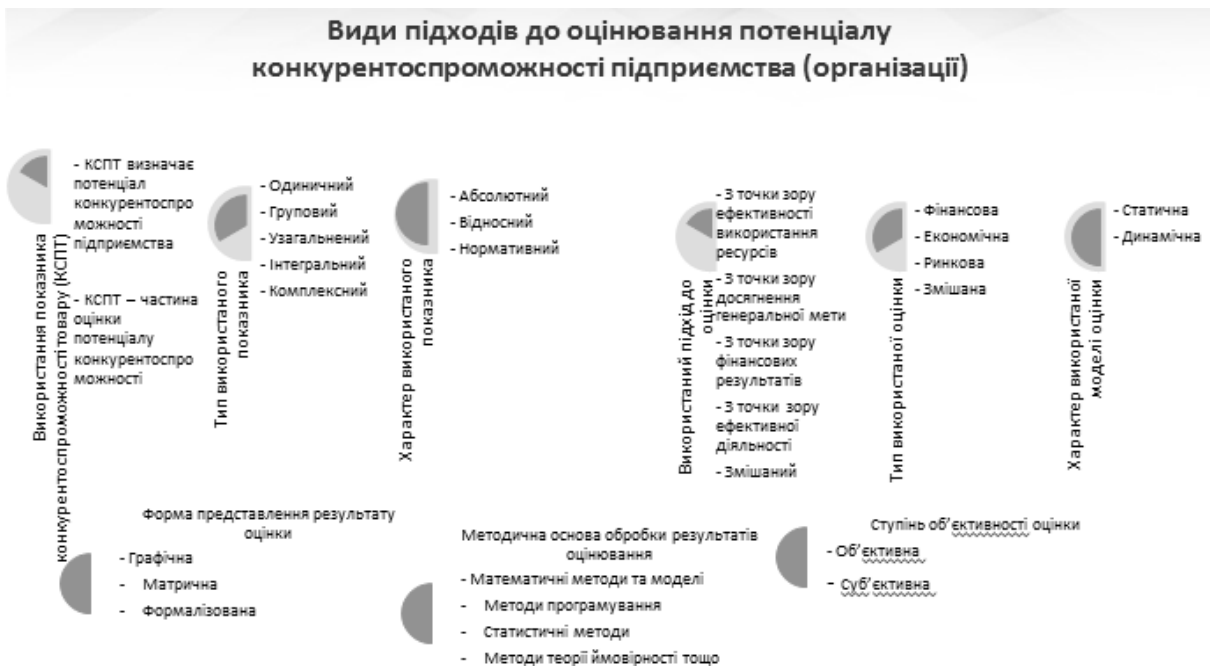 Види підходів до оцінювання потенціалу
конкурентоспроможності підприємства (організації)
Використання показника
конкурентоспроможності товару (КСПТ)
- КСПТ визначає
потенціал
конкурентоспро
можності
підприємства
- КСПТ – частина
оцінки
потенціалу
конкурентоспро
можності
Тип використаного
показника
- Одиничний
- Груповий
- Узагальнений
- Інтегральний
- Комплексний
Характер використаного
показника
- Абсолютний
- Відносний
- Нормативний
Використаний підхід до
оцінки
- З точки зору
ефективності
використання
ресурсів
- З точки зору
досягнення
генеральної мети
- З точки зору
фінансових
результатів
- З точки зору
ефективної
діяльності
- Змішаний
Тип використаної оцінки
- Фінансова
- Економічна
- Ринкова
- Змішана
Характер використаної
моделі оцінки
- Статична
- Динамічна
Форма представлення результату
оцінки
- Графічна
- Матрична
- Формалізована
Методична основа обробки результатів
оцінювання
- Математичні методи та моделі
- Методи програмування
- Статистичні методи
- Методи теорії ймовірності тощо
Ступінь об’єктивності оцінки
- Об’єктивна
- Суб’єктивна